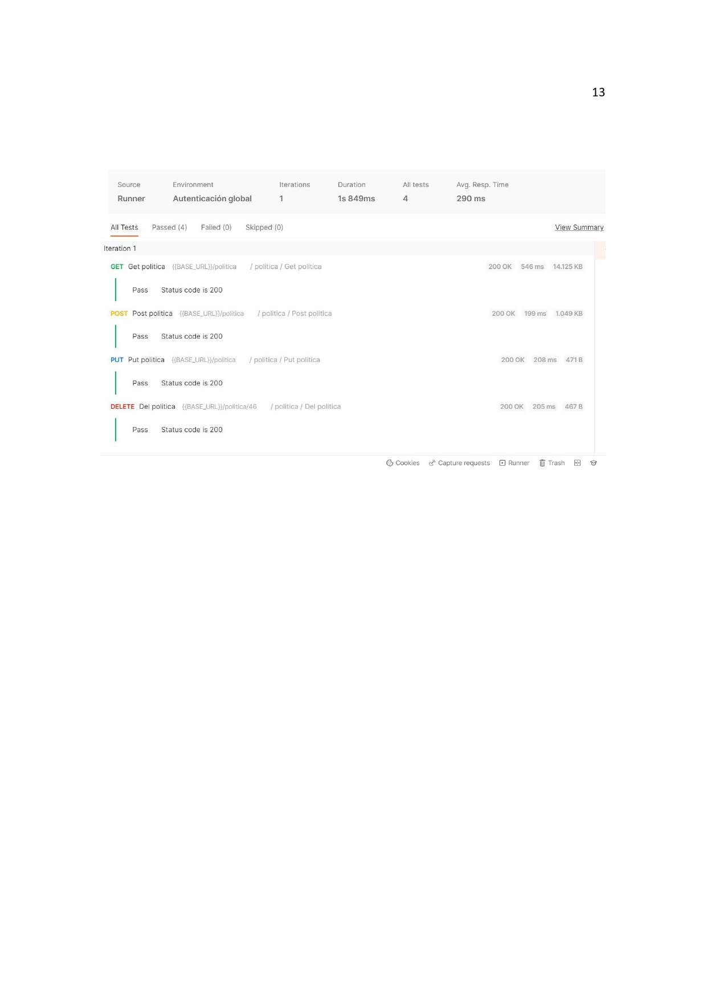 13
Source Environment Iterations Duration All tests Avg. Resp. Time
Runner Autenticación global 1 1s 849ms 4 290 ms
All Tests Passed (4) Failed (0) Skipped (0) View Summary
Iteration 1
GET Get politica {{BASE_URL}}/politica / politica / Get politica 200 OK 546 ms 14.125 KB
Pass Status code is 200
POST Post politica {{BASE_URL}}/politica / politica / Post politica 200 OK 199 ms 1.049 KB
Pass Status code is 200
PUT Put politica {{BASE_URL}}/politica / politica / Put politica 200 OK 208 ms 471 B
Pass Status code is 200
DELETE Del politica {{BASE_URL}}/politica/46 / politica / Del politica 200 OK 205 ms 467 B
Pass Status code is 200
Cookies Capture requests Runner Trash